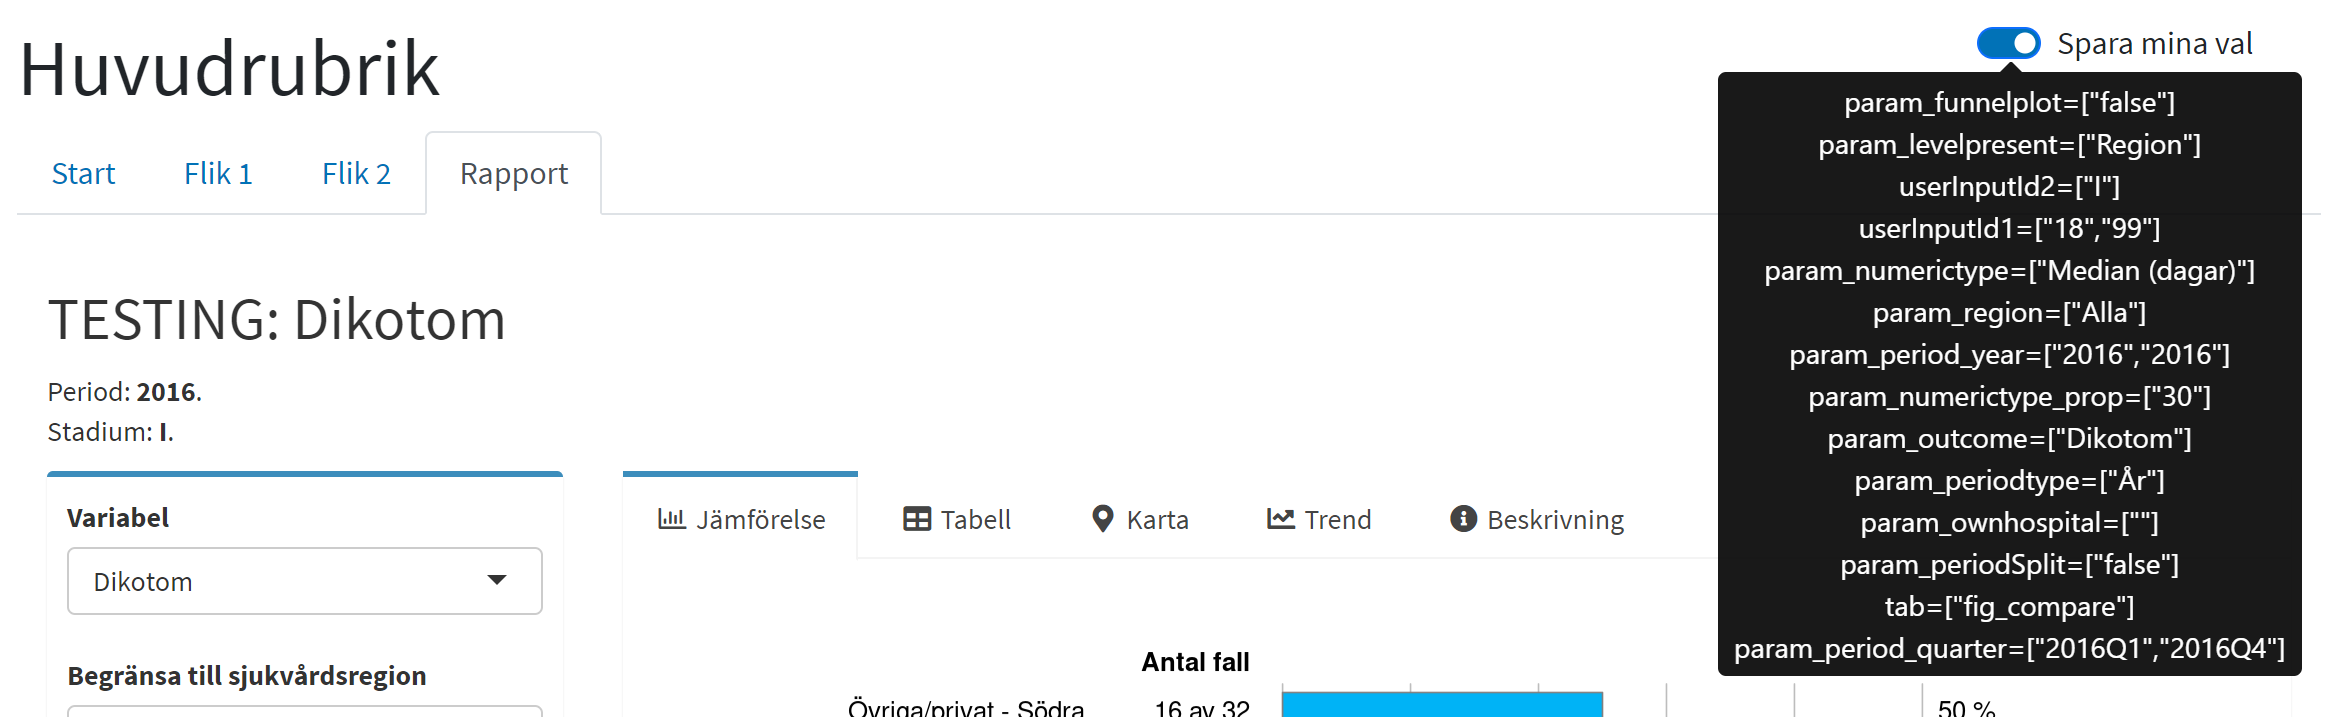 Huvudrubrik
Spara mina val
param_funnelplot=["false"]
param_levelpresent=["Region"]
userInputId2=["I"]
userInputId1=["18","99"]
param_numerictype=["Median (dagar)"]
param_region=["Alla"]
param_period_year=["2016","2016"]
param_numerictype_prop=["30"]
param_outcome=["Dikotom"]
param_periodtype=["År"]
param_ownhospital=[""]
param_periodSplit=["false"]
tab=["fig_compare"]
param_period_quarter=["2016Q1","2016Q4"]
Start Flik 1 Flik 2 Rapport
TESTING: Dikotom
Period: 2016.
Stadium: I.
Variabel
Dikotom
Begränsa till sjukvårdsregion
Jämförelse Tabell Karta Trend Beskrivning
Antal fall
Övriga/privat - Södra 16 av 32 50 %